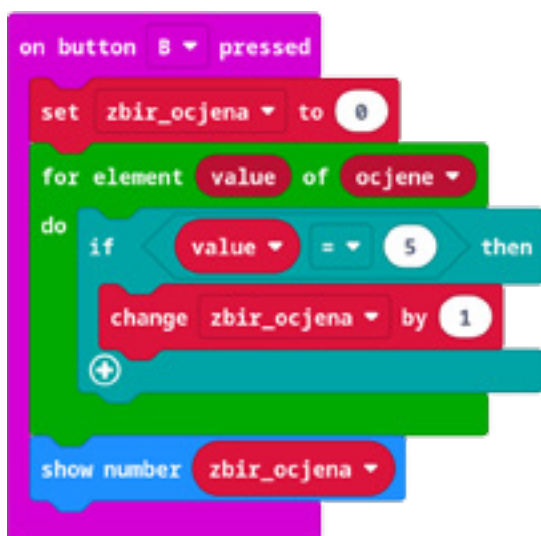 on button B pressed
set zbir_ocjena to 0
for element value of ocjene
do
if value = 5 then
change zbir_ocjena by 1
show number zbir_ocjena